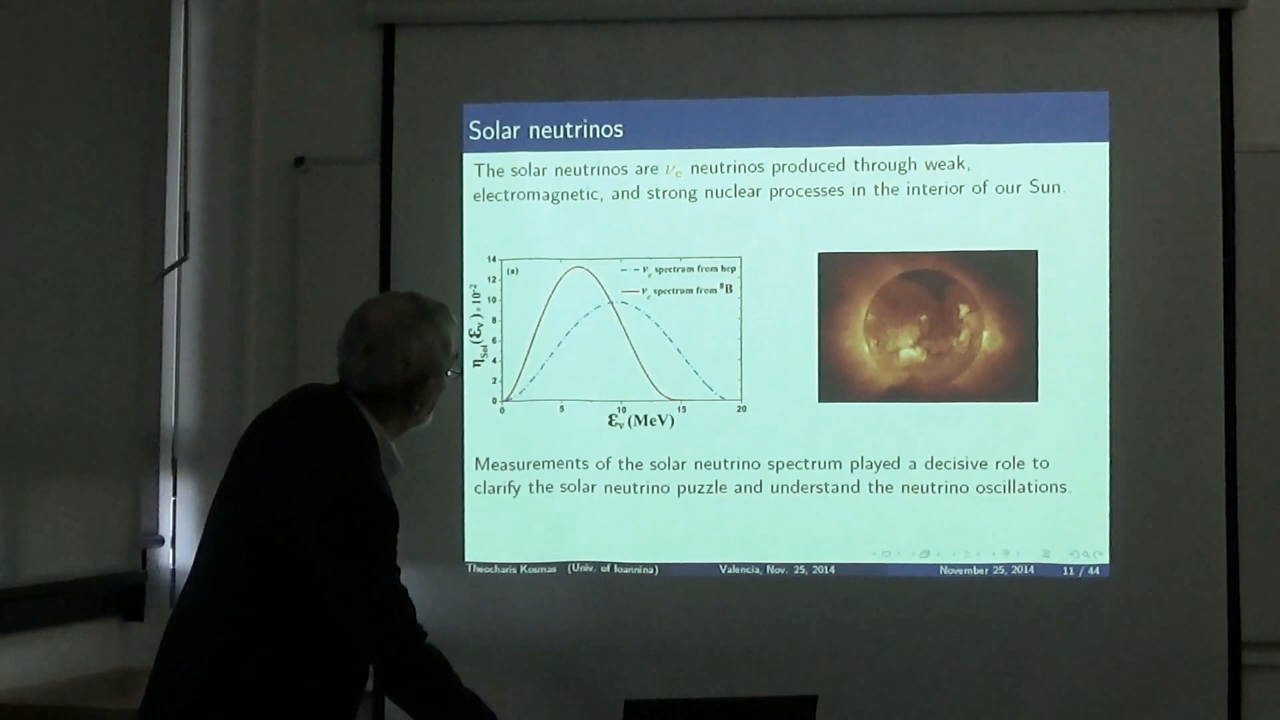 Solar neutrinos
The solar neutrinos are νe neutrinos produced through weak,
electromagnetic, and strong nuclear processes in the interior of our Sun.
14
12
10
8
6
4
2
0
ηSol(εν)×10-2
(a)
νe spectrum from hep
νe spectrum from 8B
0 5 10 15 20
εν (MeV)
Measurements of the solar neutrino spectrum played a decisive role to
clarify the solar neutrino puzzle and understand the neutrino oscillations.
Theocharis Kosmas (Univ. of Ioannina) Valencia, Nov. 25, 2014 November 25, 2014 11 / 44